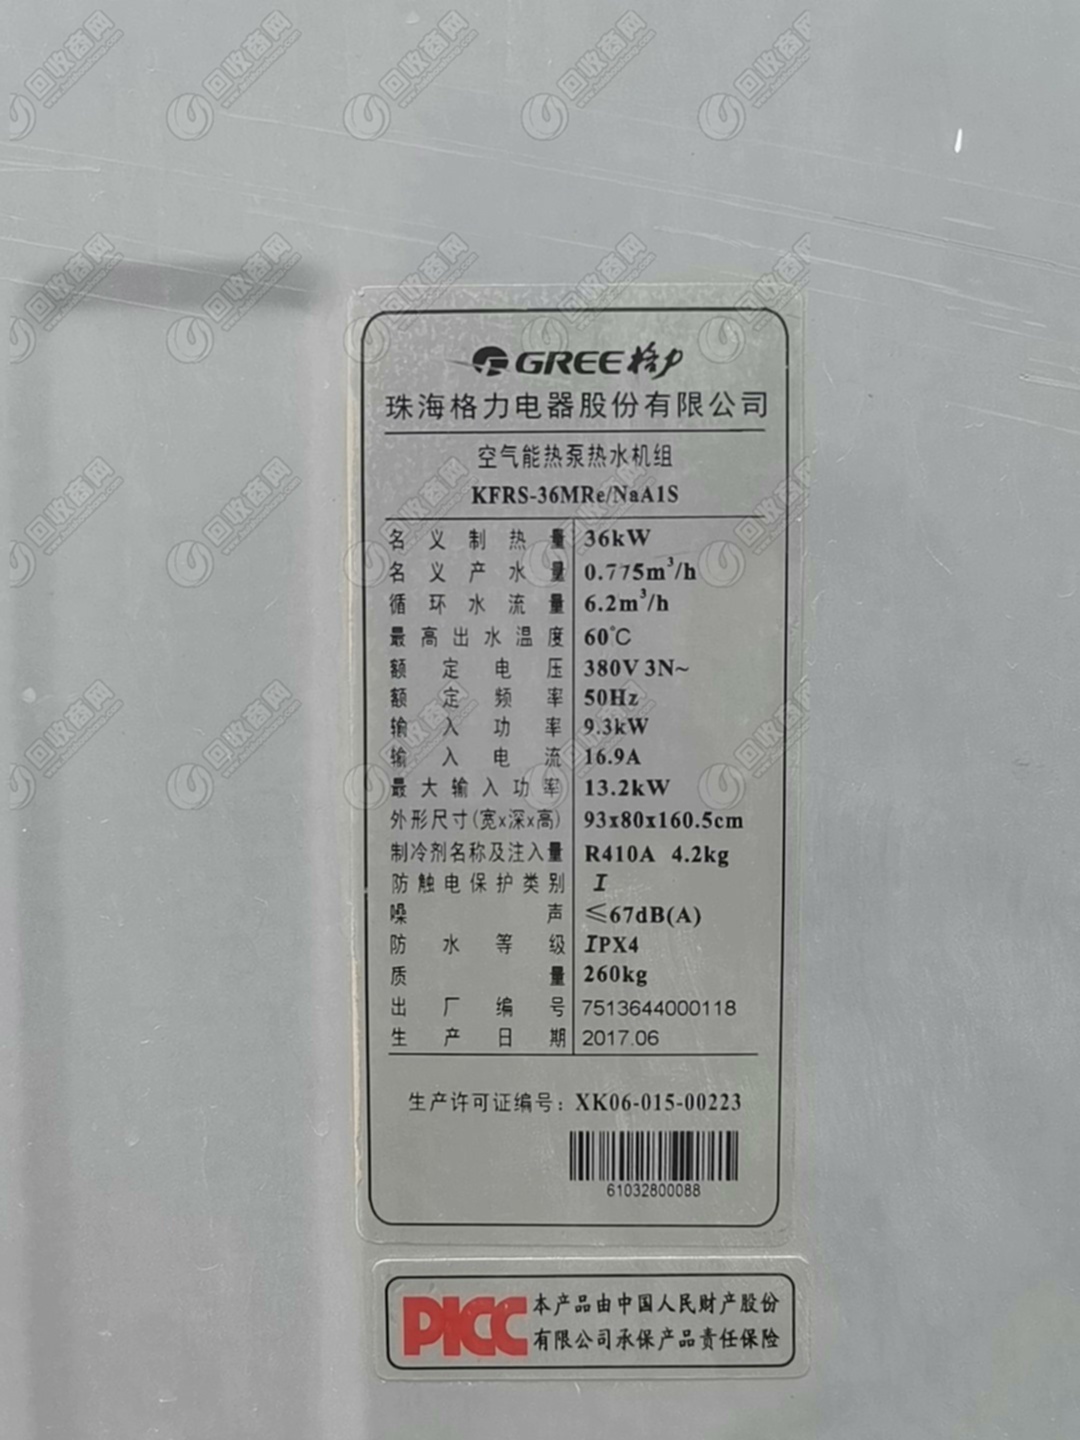 GREE格力
珠海格力电器股份有限公司
空气能热泵热水机组
KFRS-36MRe/NaA1S
名义制热量 36kW
名义产水量 0.775m³/h
循环水流量 6.2m³/h
最高出水温度 60℃
额定电压 380V 3N~
额定频率 50Hz
输入功率 9.3kW
输入电流 16.9A
最大输入功率 13.2kW
外形尺寸(宽x深x高) 93x80x160.5cm
制冷剂名称及注入量 R410A 4.2kg
防触电保护类别 I
噪声 ≤67dB(A)
防水等级 IPX4
质量 260kg
出厂编号 7513644000118
生产日期 2017.06
生产许可证编号：XK06-015-00223
61032800088
PICC 本产品由中国人民财产股份
有限公司承保产品责任保险
回收商网